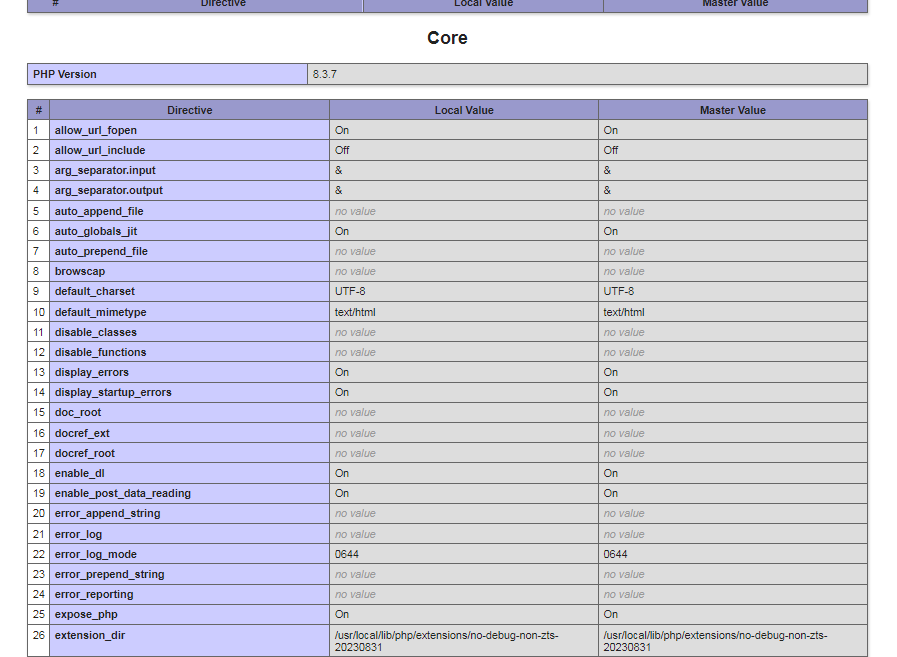 # Directive Local Value Master Value
Core
PHP Version 8.3.7
# Directive Local Value Master Value
1 allow_url_fopen On On
2 allow_url_include Off Off
3 arg_separator.input & &
4 arg_separator.output & &
5 auto_append_file no value no value
6 auto_globals_jit On On
7 auto_prepend_file no value no value
8 browscap no value no value
9 default_charset UTF-8 UTF-8
10 default_mimetype text/html text/html
11 disable_classes no value no value
12 disable_functions no value no value
13 display_errors On On
14 display_startup_errors On On
15 doc_root no value no value
16 docref_ext no value no value
17 docref_root no value no value
18 enable_dl On On
19 enable_post_data_reading On On
20 error_append_string no value no value
21 error_log no value no value
22 error_log_mode 0644 0644
23 error_prepend_string no value no value
24 error_reporting no value no value
25 expose_php On On
26 extension_dir /usr/local/lib/php/extensions/no-debug-non-zts- /usr/local/lib/php/extensions/no-debug-non-zts-
20230831 20230831